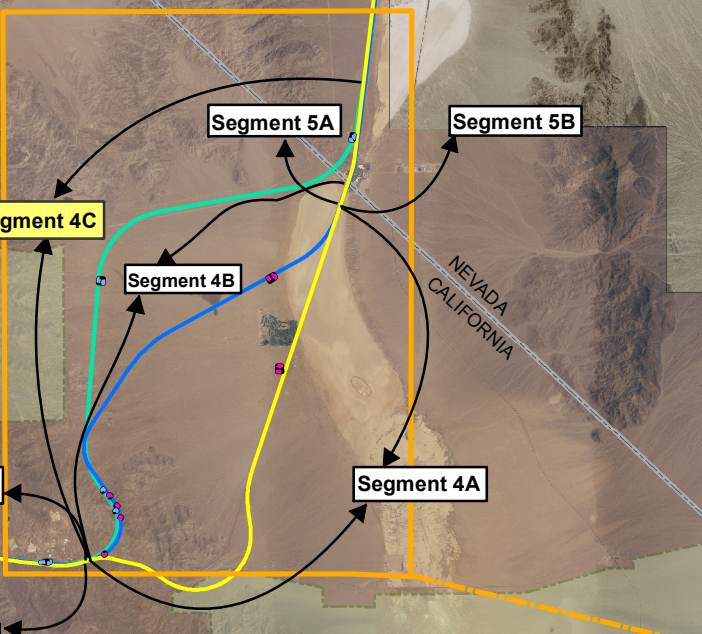 Segment 5A
Segment 5B
gment 4C
Segment 4B
NEVADA
CALIFORNIA
Segment 4A